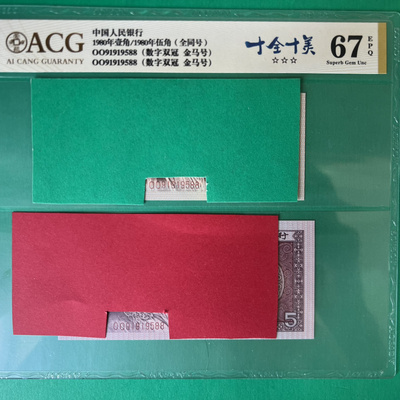 ACG
AI CANG GUARANTY
中国人民银行
1980年壹角/1980年伍角（全同号）
OO91919588（数字双冠 金马号）
OO91919588（数字双冠 金马号）
十全十美
☆☆☆
67 EPQ
Superb Gem Unc
OO91919588
OO91919588
5